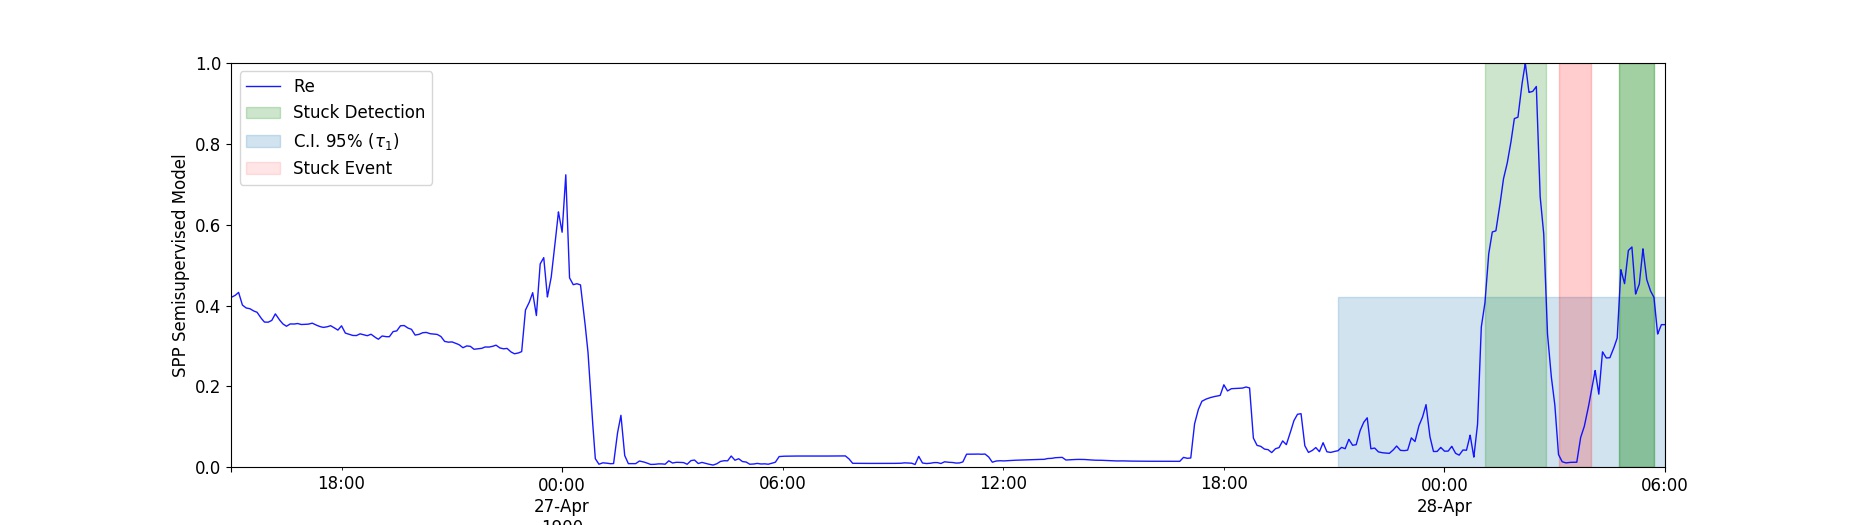 1.0
0.8
0.6
0.4
0.2
0.0
SPP Semisupervised Model
Re
Stuck Detection
C.I. 95% (τ₁)
Stuck Event
18:00
00:00
27-Apr
1900
06:00
12:00
18:00
00:00
28-Apr
06:00